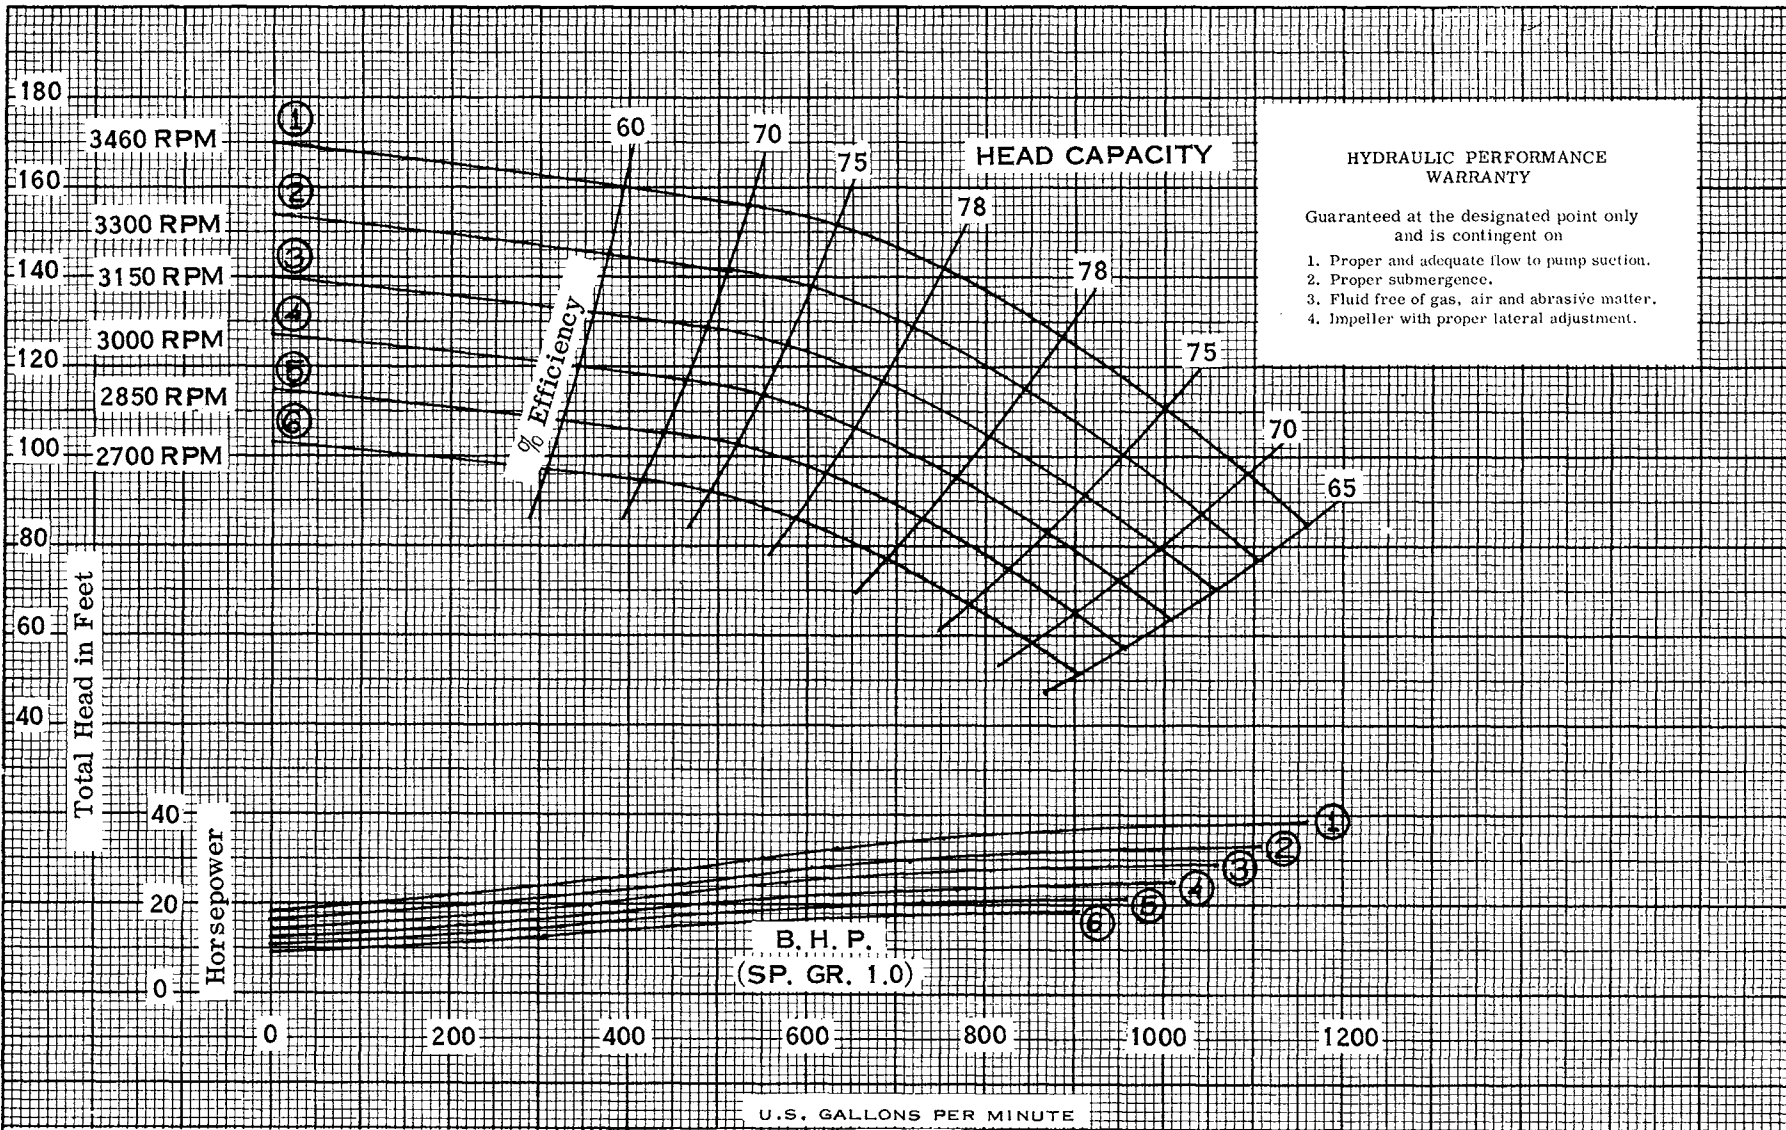 180
160
140
120
100
80
60
40
Total Head in Feet
3460 RPM
3300 RPM
3150 RPM
3000 RPM
2850 RPM
2700 RPM
1
2
3
4
5
6
% Efficiency
60
70
75
78
78
75
70
65
HEAD CAPACITY
HYDRAULIC PERFORMANCE
WARRANTY
Guaranteed at the designated point only
and is contingent on
1. Proper and adequate flow to pump suction.
2. Proper submergence.
3. Fluid free of gas, air and abrasive matter.
4. Impeller with proper lateral adjustment.
40
20
0
Horsepower
1
2
3
4
5
6
B. H. P.
(SP. GR. 1.0)
0 200 400 600 800 1000 1200
U.S. GALLONS PER MINUTE